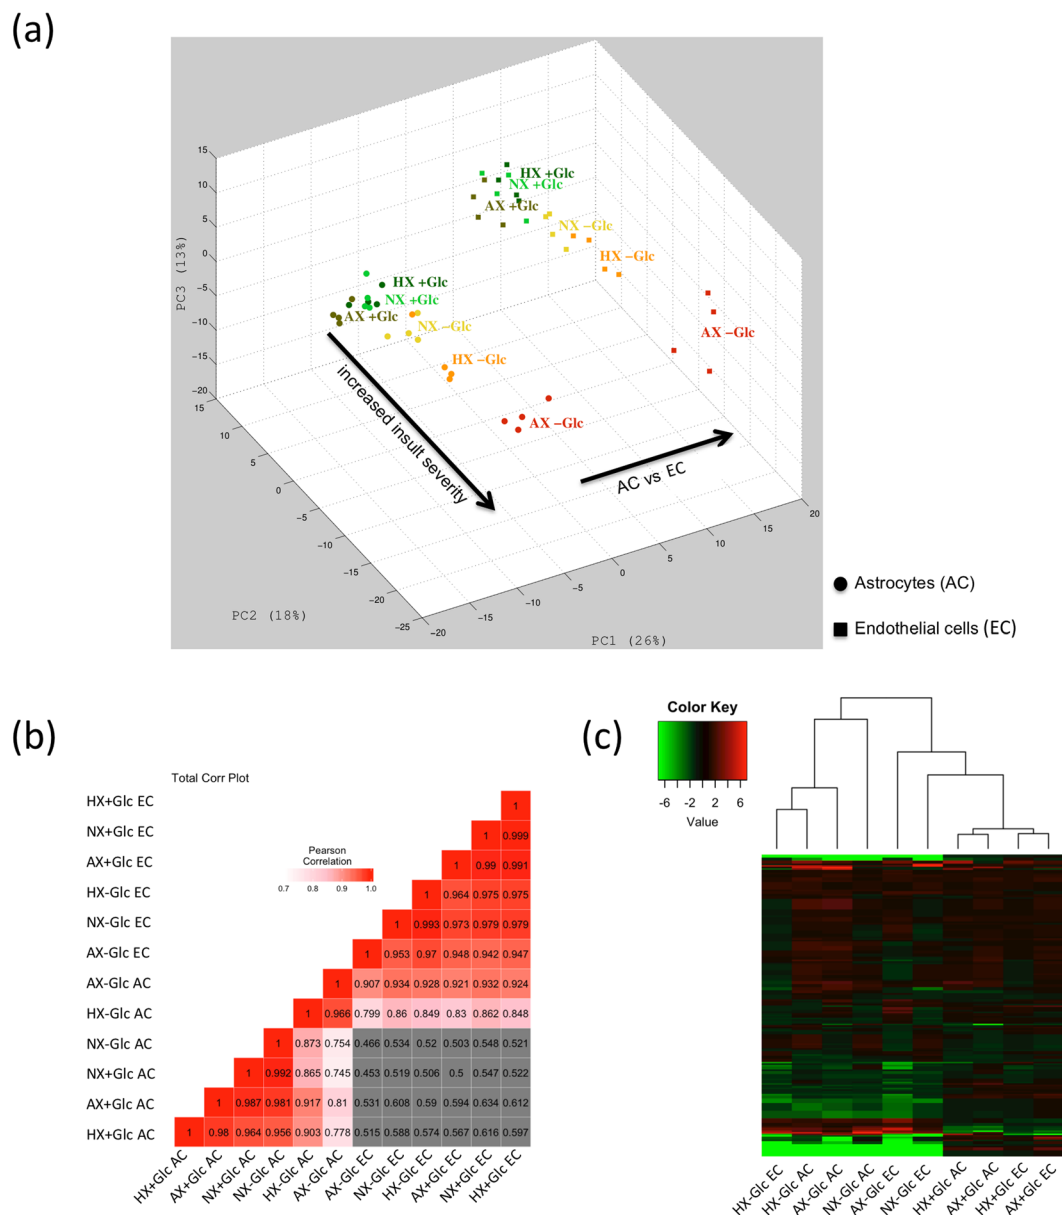 (a)
15
10
5
0
−5
−10
−15
−20
PC3 (13%)
15
10
5
0
−5
−10
−15
−20
−25
PC2 (18%)
−20
−15
−10
−5
0
5
10
15
20
PC1 (26%)
HX +Glc
NX +Glc
AX +Glc
NX −Glc
HX −Glc
AX −Glc
HX +Glc
NX +Glc
AX +Glc
NX −Glc
HX −Glc
AX −Glc
increased insult severity
AC vs EC
Astrocytes (AC)
Endothelial cells (EC)
(b)
Total Corr Plot
Pearson
Correlation
0.7 0.8 0.9 1.0
HX+Glc EC 1
NX+Glc EC 1 0.999
AX+Glc EC 1 0.99 0.991
HX-Glc EC 1 0.964 0.975 0.975
NX-Glc EC 1 0.993 0.973 0.979 0.979
AX-Glc EC 1 0.953 0.97 0.948 0.942 0.947
AX-Glc AC 1 0.907 0.934 0.928 0.921 0.932 0.924
HX-Glc AC 1 0.966 0.799 0.86 0.849 0.83 0.862 0.848
NX-Glc AC 1 0.873 0.754 0.466 0.534 0.52 0.503 0.548 0.521
NX+Glc AC 1 0.992 0.865 0.745 0.453 0.519 0.506 0.5 0.547 0.522
AX+Glc AC 1 0.987 0.981 0.917 0.81 0.531 0.608 0.59 0.594 0.634 0.612
HX+Glc AC 1 0.98 0.964 0.956 0.903 0.778 0.515 0.588 0.574 0.567 0.616 0.597
HX+Glc AC
AX+Glc AC
NX+Glc AC
NX-Glc AC
HX-Glc AC
AX-Glc AC
AX-Glc EC
NX-Glc EC
HX-Glc EC
AX+Glc EC
NX+Glc EC
HX+Glc EC
(c)
Color Key
-6 -2 2 6
Value
HX-Glc EC
HX-Glc AC
AX-Glc AC
NX-Glc AC
AX-Glc EC
NX-Glc EC
HX+Glc AC
AX+Glc AC
HX+Glc EC
AX+Glc EC